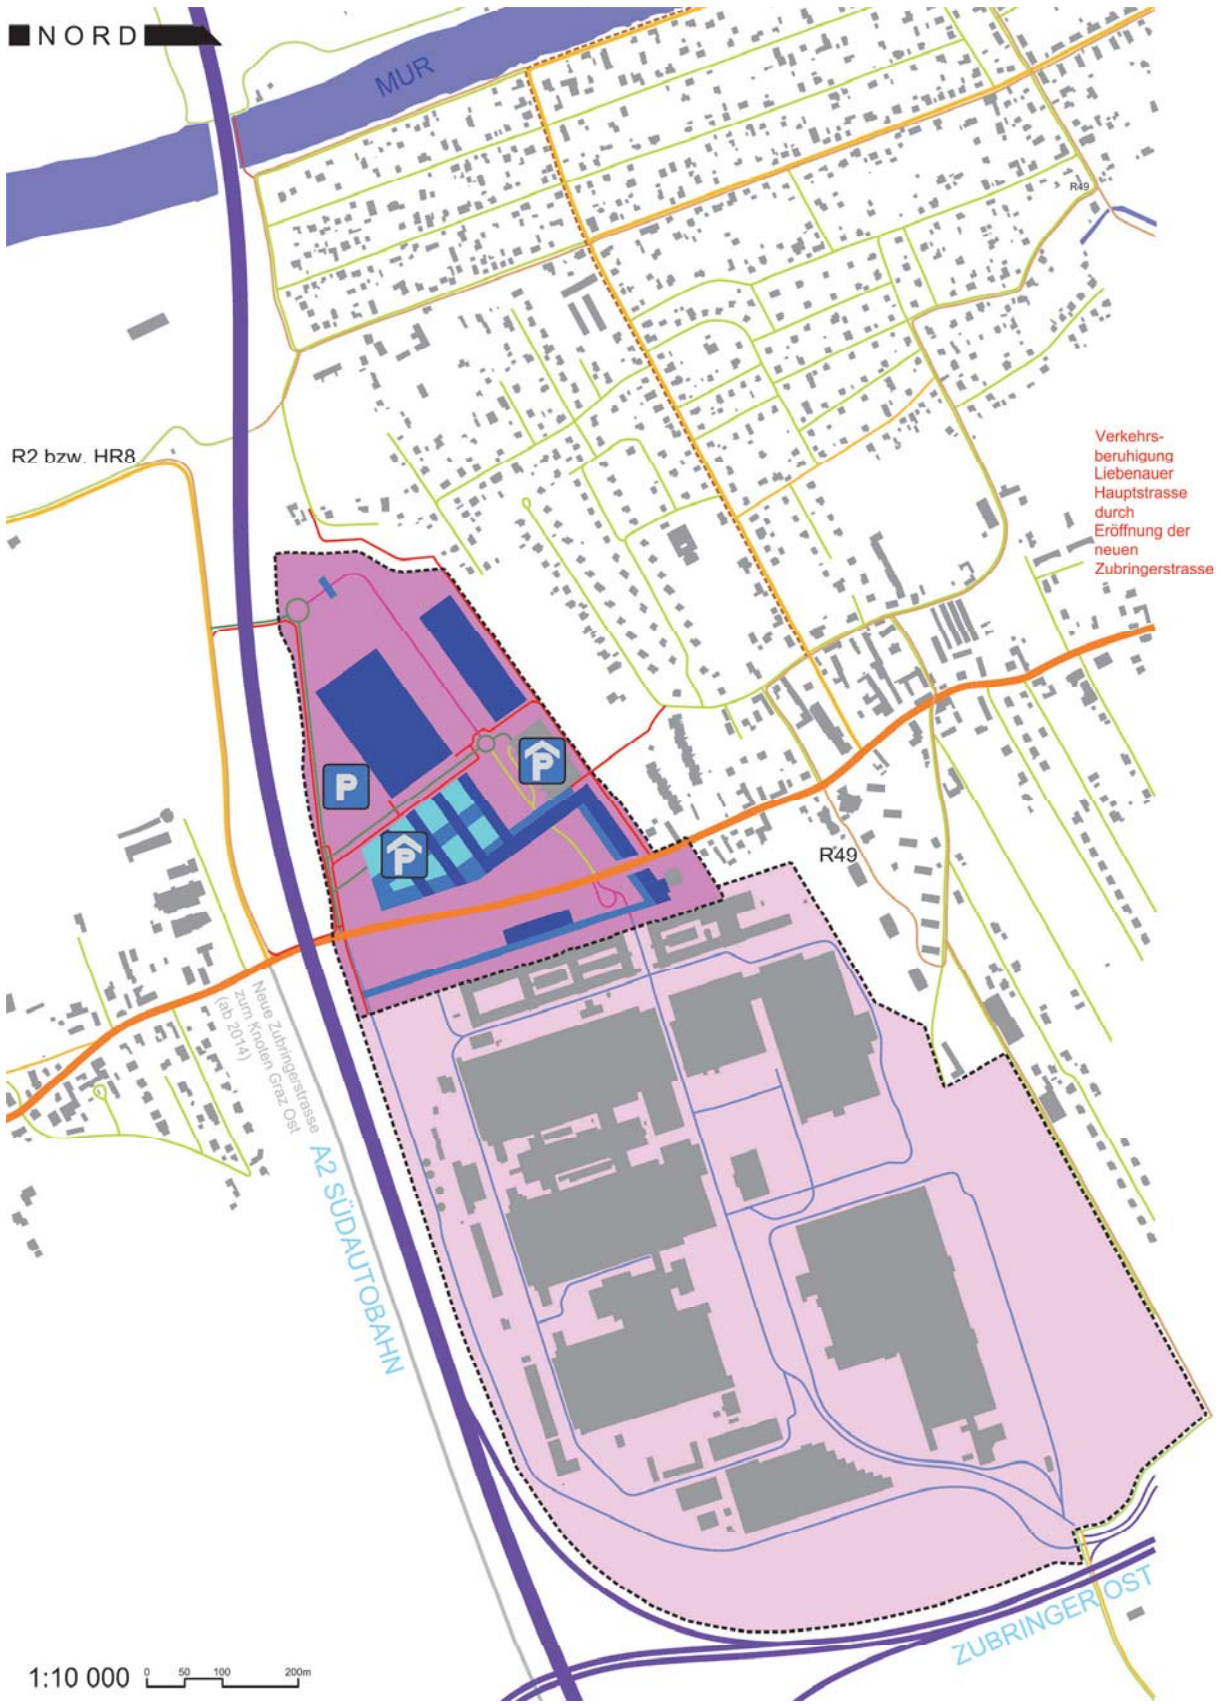 NORD
MUR
R49
R2 bzw. HR8
Verkehrs-
beruhigung
Liebenauer
Hauptstrasse
durch
Eröffnung der
neuen
Zubringerstrasse
P
P
P
R49
Neue Zubringerstrasse
zum Knoten Graz Ost
(ab 2014)
A2 SÜDAUTOBAHN
ZUBRINGER OST
1:10 000
0 50 100 200m